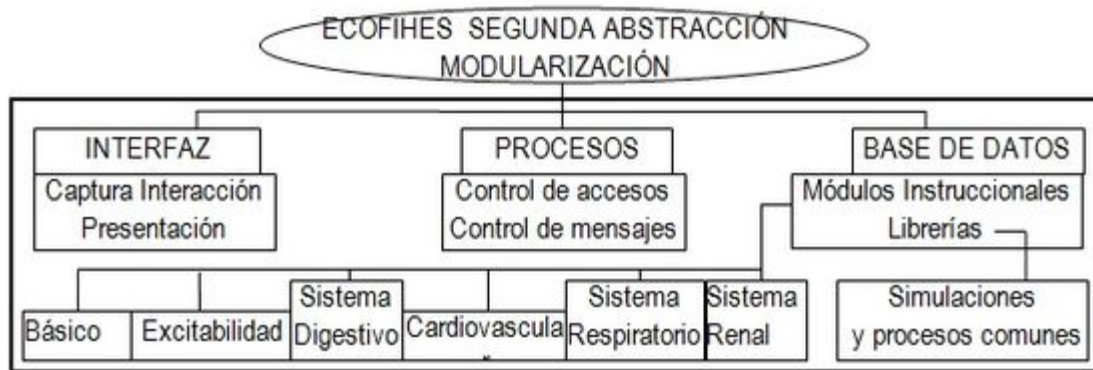 ECOFIHES SEGUNDA ABSTRACCIÓN
MODULARIZACIÓN
INTERFAZ
Captura Interacción
Presentación
PROCESOS
Control de accesos
Control de mensajes
BASE DE DATOS
Módulos Instruccionales
Librerías
Básico
Excitabilidad
Sistema
Digestivo
Cardiovascula
Sistema
Respiratorio
Sistema
Renal
Simulaciones
y procesos comunes